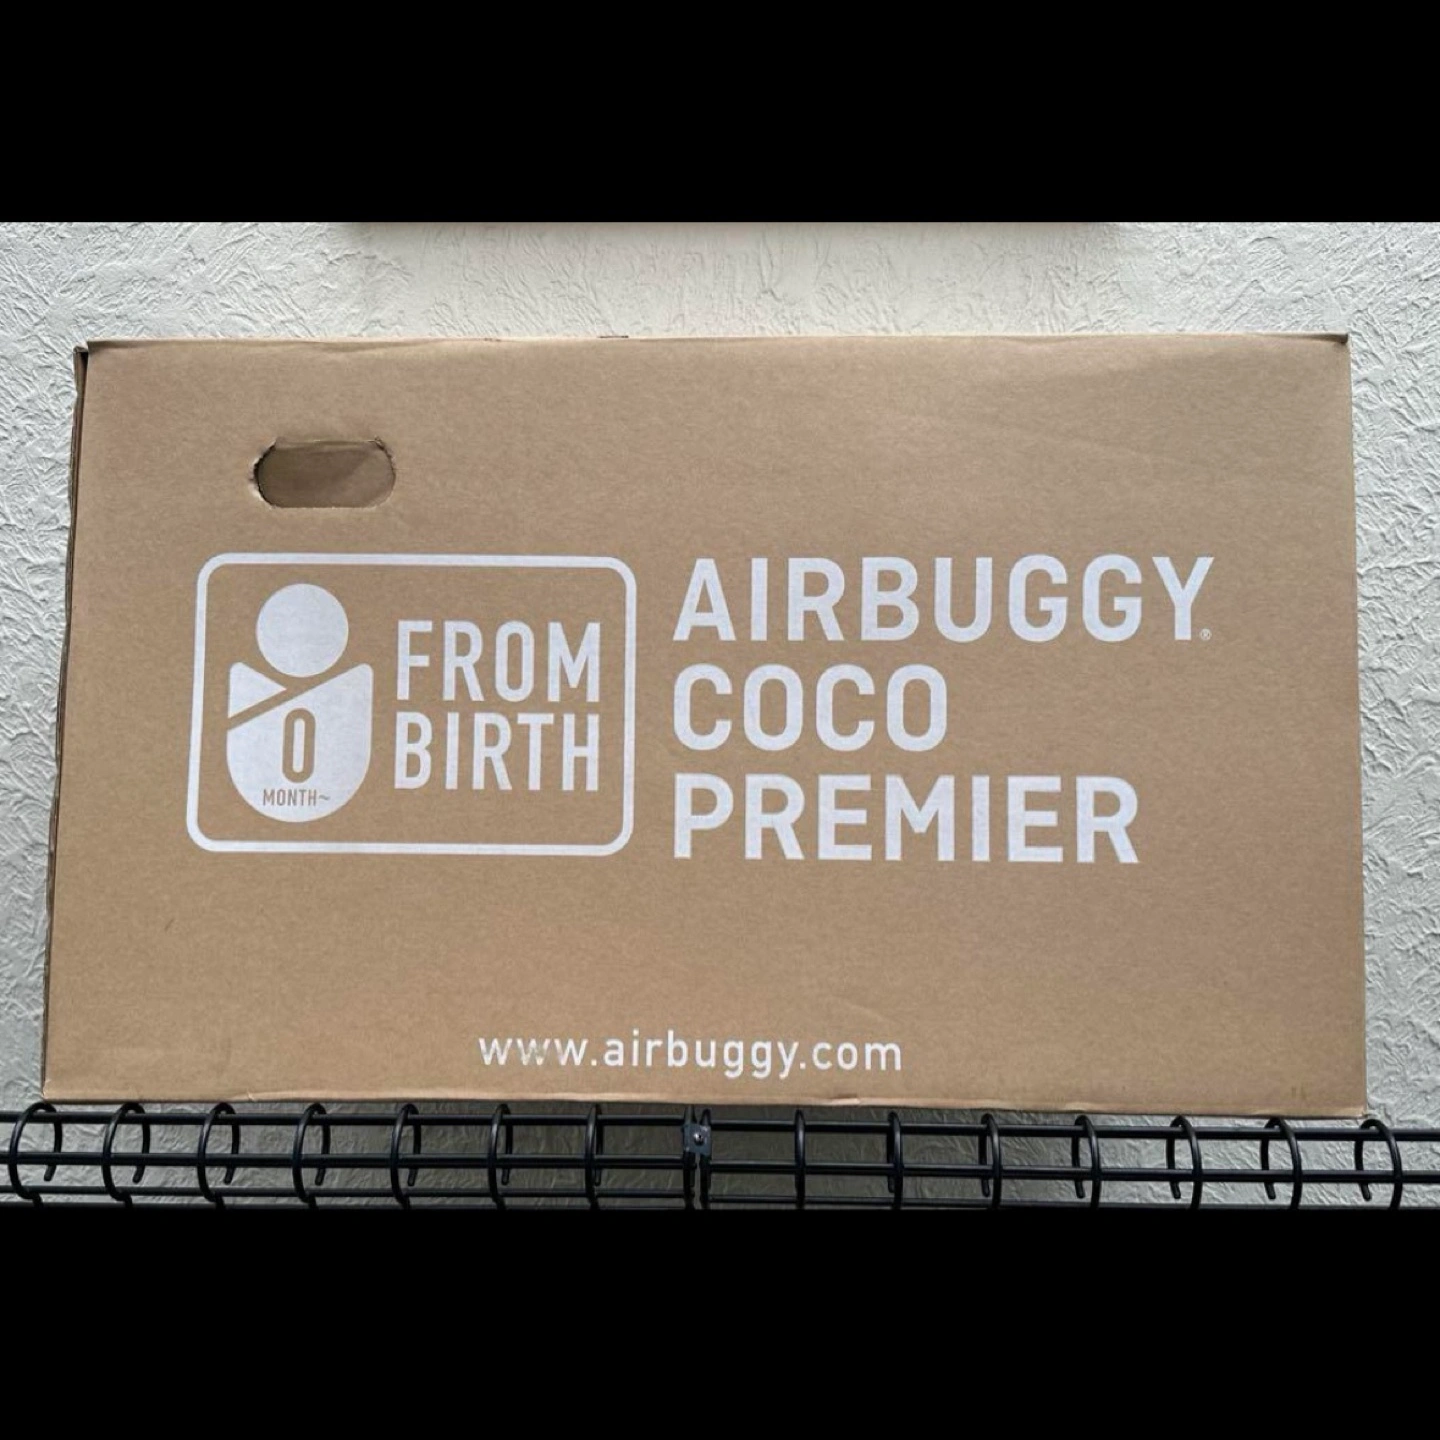 0
MONTH~
FROM
BIRTH
AIRBUGGY®
COCO
PREMIER
www.airbuggy.com